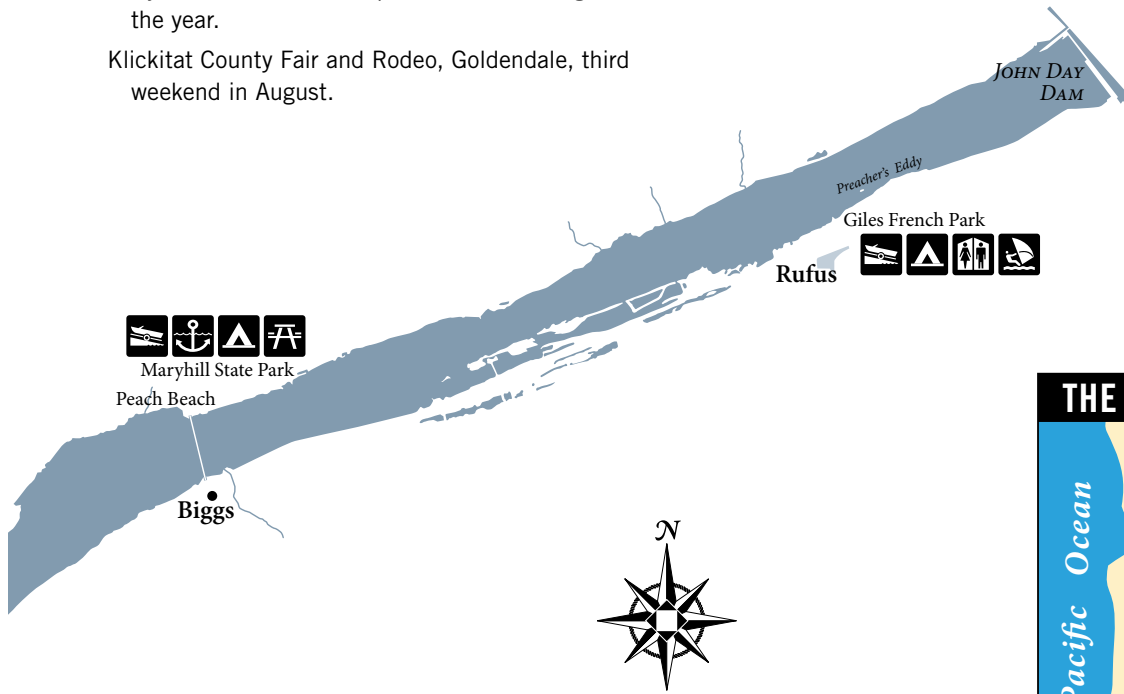 the year.
Klickitat County Fair and Rodeo, Goldendale, third
weekend in August.
John Day
Dam
Preacher's Eddy
Giles French Park
Rufus
Maryhill State Park
Peach Beach
Biggs
N
THE
Pacific Ocean